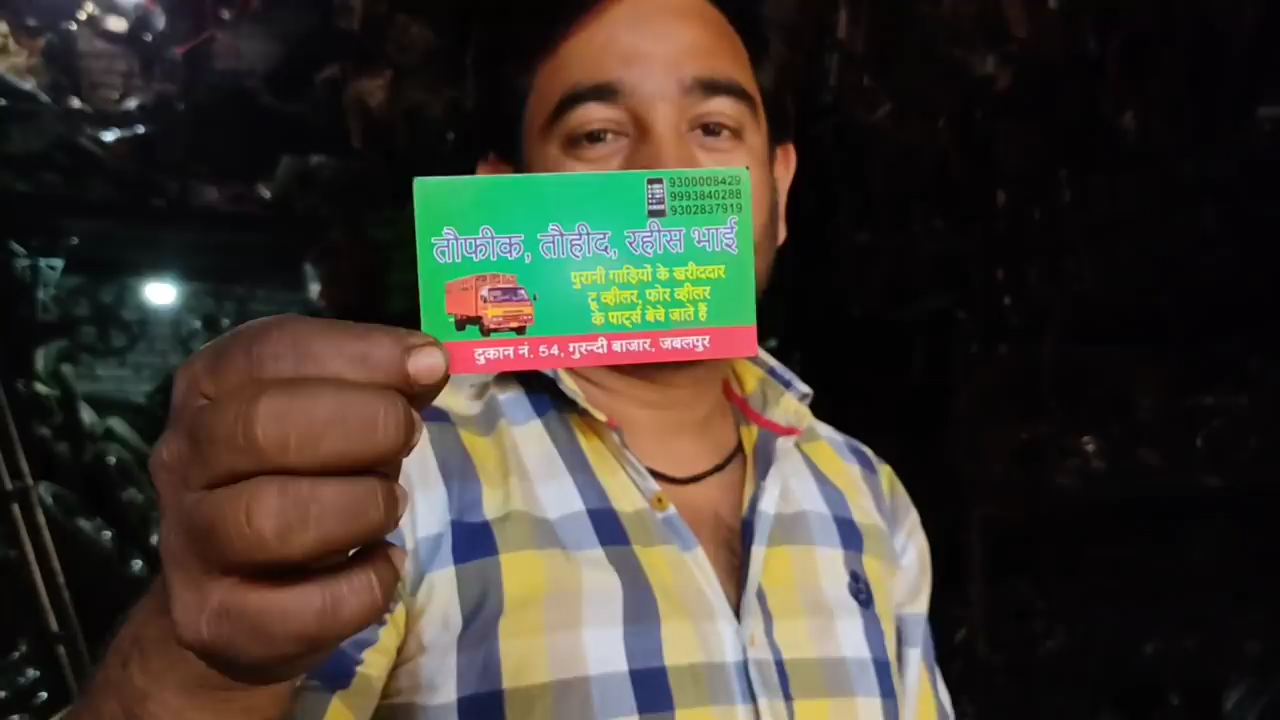 9300008429
9993840288
9302837919
तौफीक, तौहीद, रहीस भाई
पुरानी गाड़ियों के खरीददार
टू व्हीलर, फोर व्हीलर
के पार्ट्स बेचे जाते हैं
दुकान नं. 54, गुरन्दी बाजार, जबलपुर